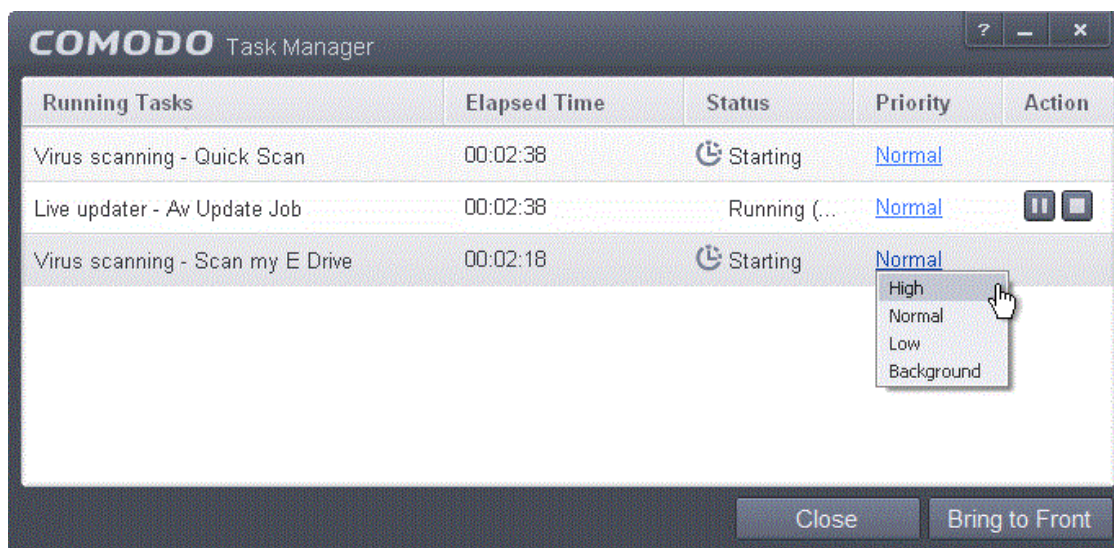 COMODO Task Manager ?
Running Tasks Elapsed Time Status Priority Action
Virus scanning - Quick Scan 00:02:38 Starting Normal
Live updater - Av Update Job 00:02:38 Running (... Normal
Virus scanning - Scan my E Drive 00:02:18 Starting Normal
High
Normal
Low
Background
Close Bring to Front